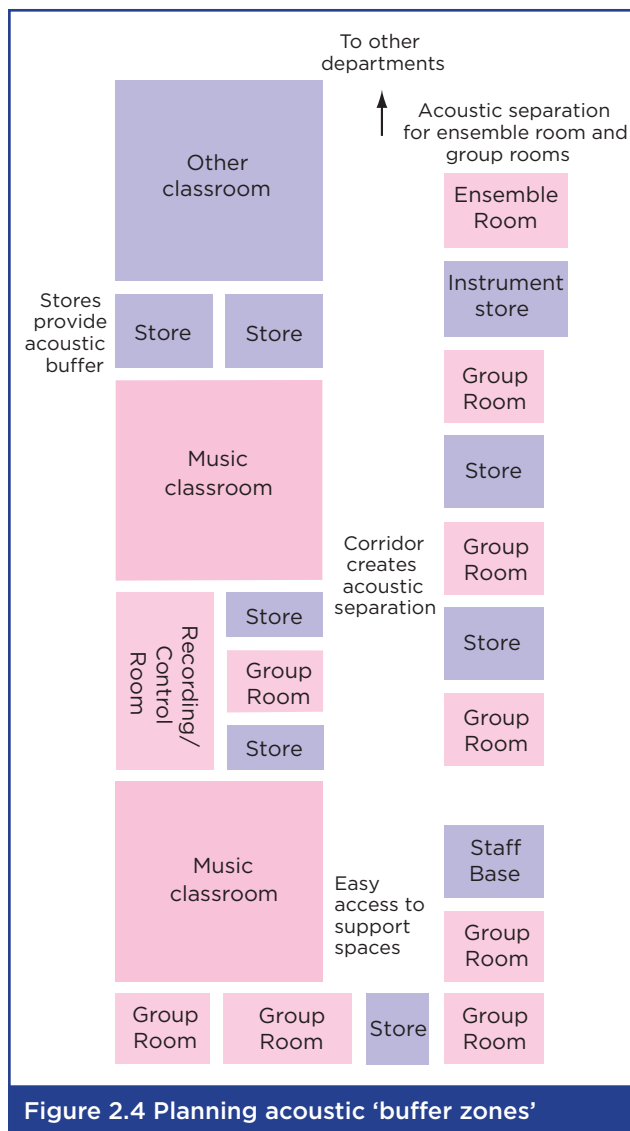 To other
departments
Acoustic separation
for ensemble room and
group rooms
Other
classroom
Ensemble
Room
Instrument
store
Stores
provide
acoustic
buffer
Store
Store
Group
Room
Music
classroom
Store
Corridor
creates
acoustic
separation
Group
Room
Recording/
Control
Room
Store
Group
Room
Store
Store
Group
Room
Music
classroom
Easy
access to
support
spaces
Staff
Base
Group
Room
Group
Room
Group
Room
Store
Group
Room
Figure 2.4 Planning acoustic ‘buffer zones’